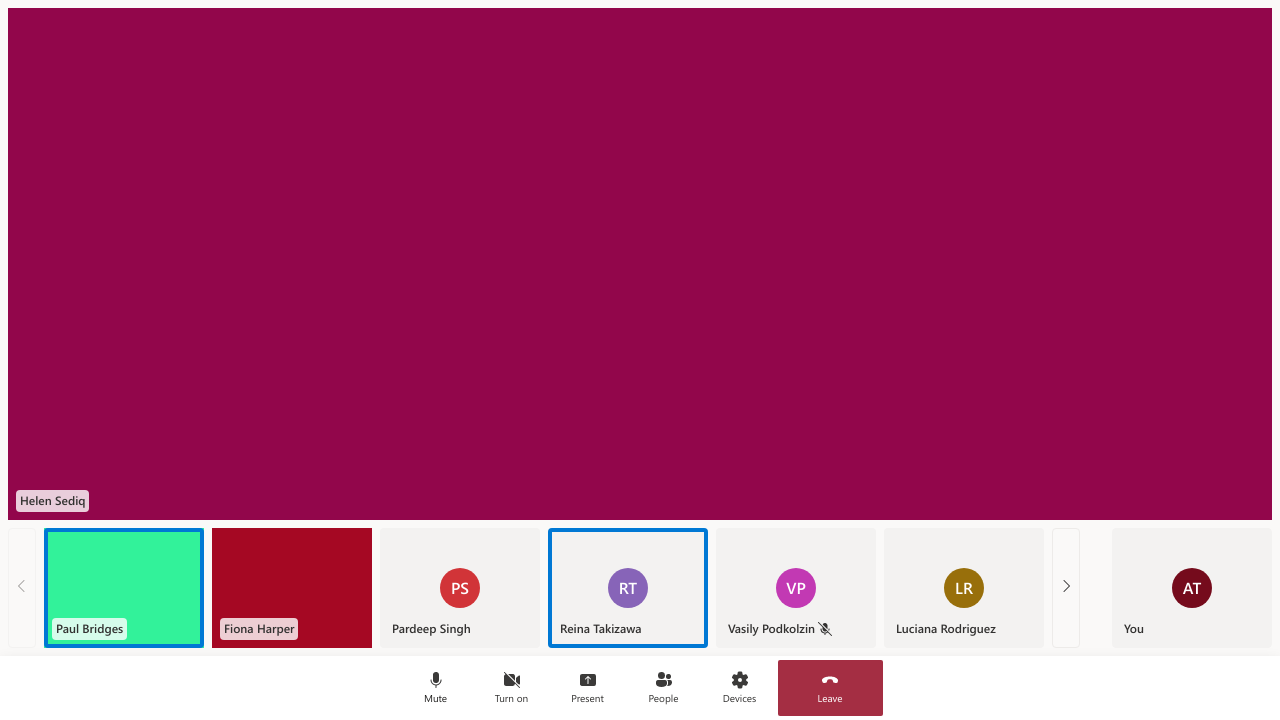 Helen Sediq
Paul Bridges
Fiona Harper
PS
Pardeep Singh
RT
Reina Takizawa
VP
Vasily Podkolzin
LR
Luciana Rodriguez
AT
You
Mute
Turn on
Present
People
Devices
Leave